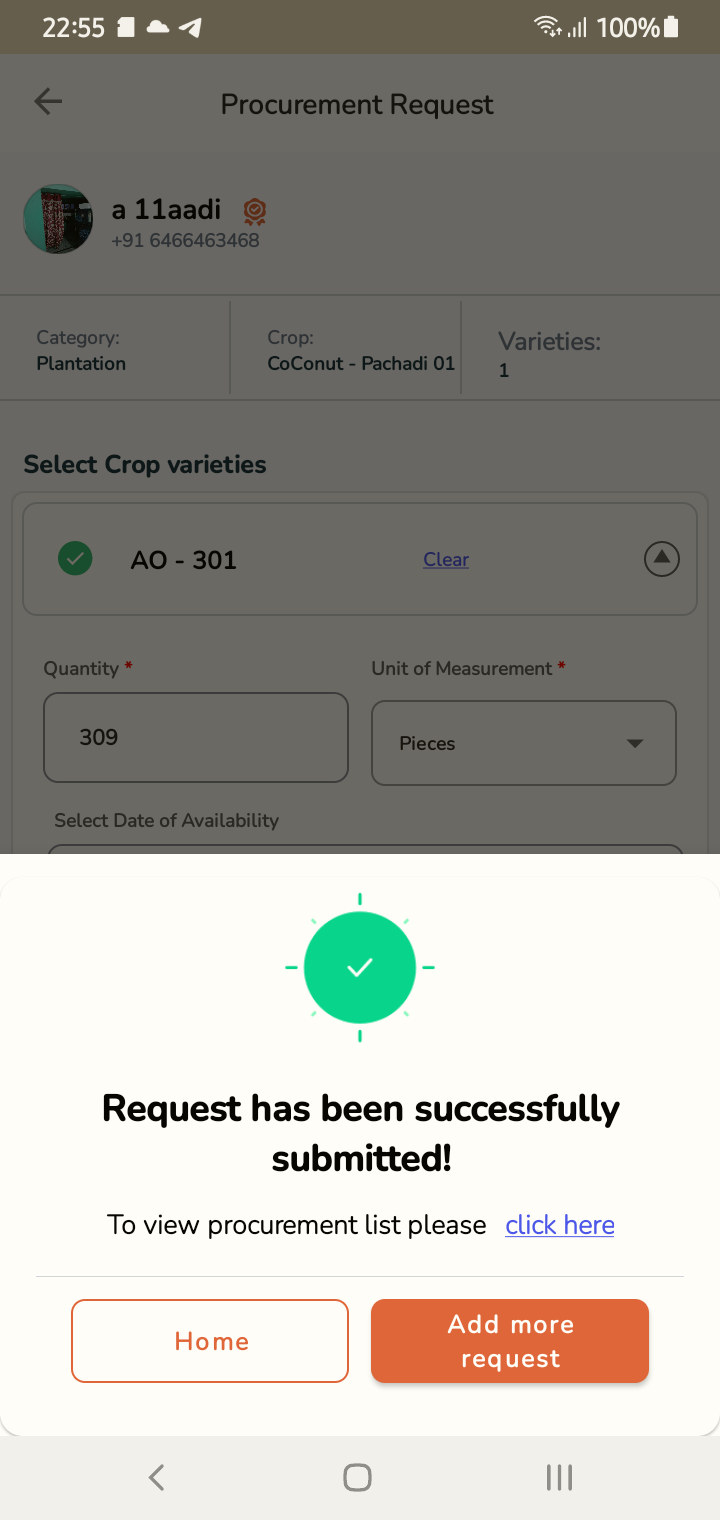 22:55 100%
Procurement Request
a 11aadi
+91 6466463468
Category: Crop: Varieties:
Plantation CoConut - Pachadi 01 1
Select Crop varieties
AO - 301 Clear
Quantity * Unit of Measurement *
309 Pieces
Select Date of Availability
Request has been successfully
submitted!
To view procurement list please click here
Home Add more
request